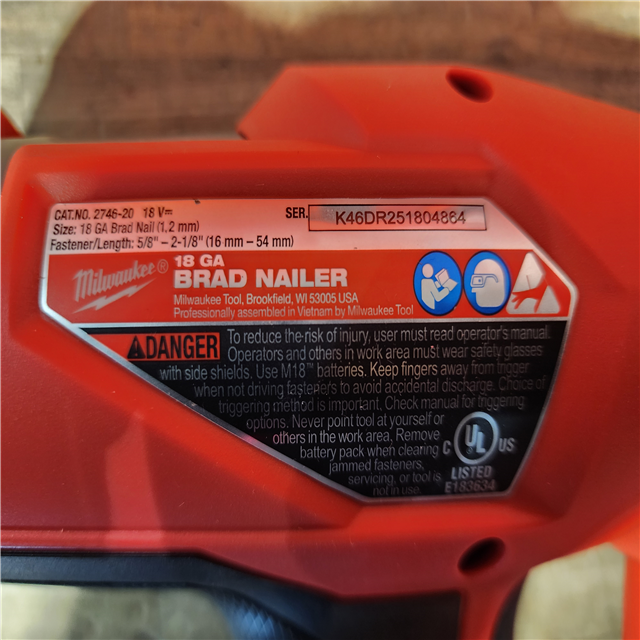 CAT.NO. 2746-20 18 V⎓ SER. K46DR251804864
Size: 18 GA Brad Nail (1,2 mm)
Fastener/Length: 5/8" – 2-1/8" (16 mm – 54 mm)
Milwaukee®
18 GA
BRAD NAILER
Milwaukee Tool, Brookfield, WI 53005 USA
Professionally assembled in Vietnam by Milwaukee Tool
DANGER
To reduce the risk of injury, user must read operator's manual.
Operators and others in work area must wear safety glasses
with side shields. Use M18™ batteries. Keep fingers away from trigger
when not driving fasteners to avoid accidental discharge. Choice of
triggering method is important. Check manual for triggering
options. Never point tool at yourself or
others in the work area. Remove
battery pack when clearing
jammed fasteners,
servicing, or tool is
not in use.
C UL US
LISTED
E183634